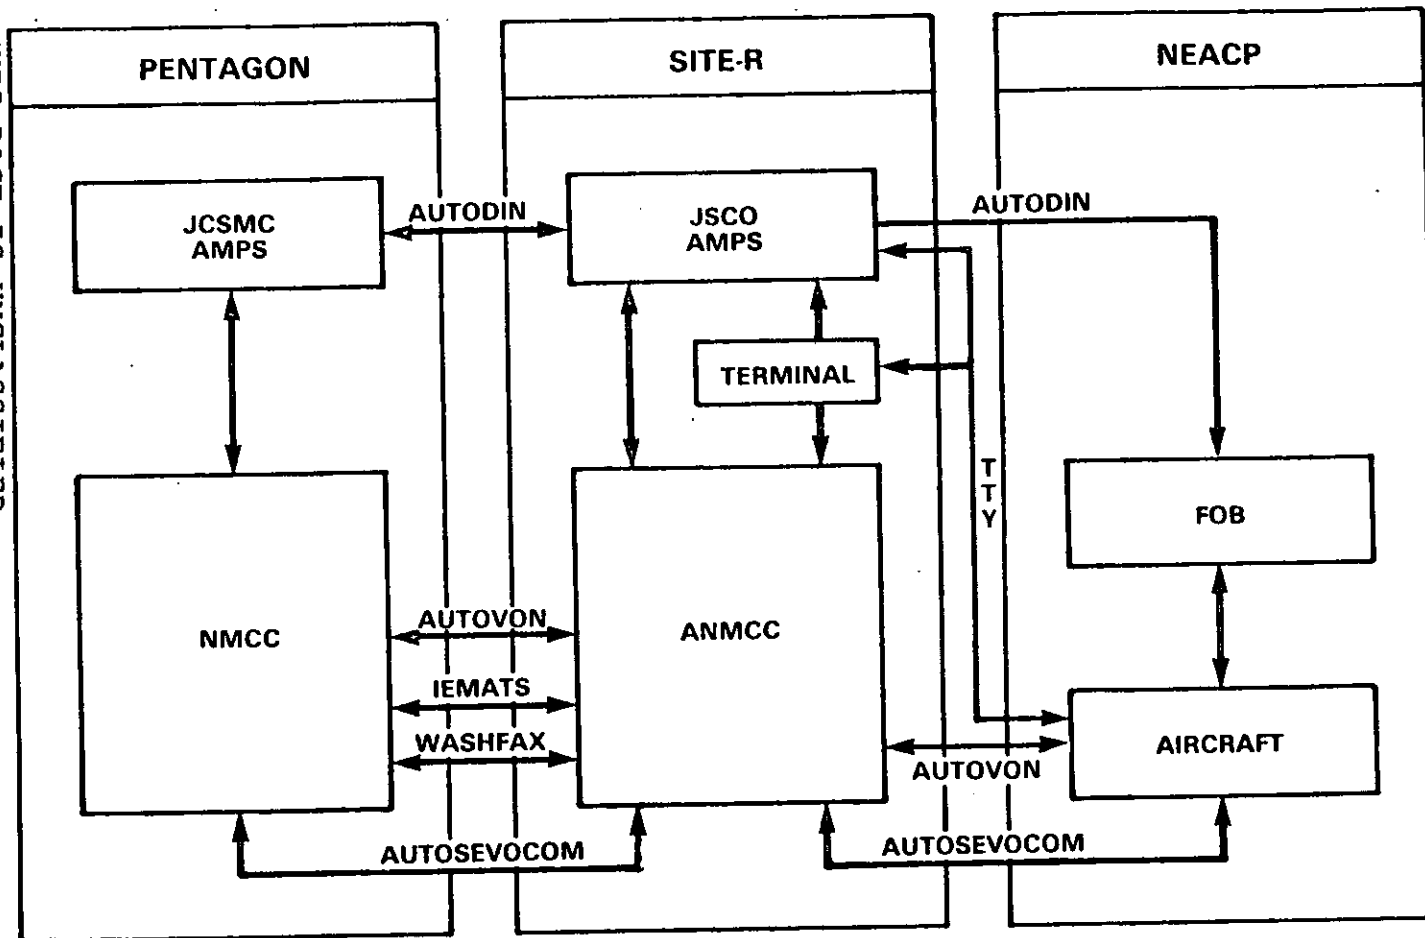 PENTAGON
SITE-R
NEACP
JCSMC
AMPS
AUTODIN
JSCO
AMPS
AUTODIN
TERMINAL
TTY
FOB
NMCC
AUTOVON
ANMCC
IEMATS
WASHFAX
AIRCRAFT
AUTOVON
AUTOSEVOCOM
AUTOSEVOCOM